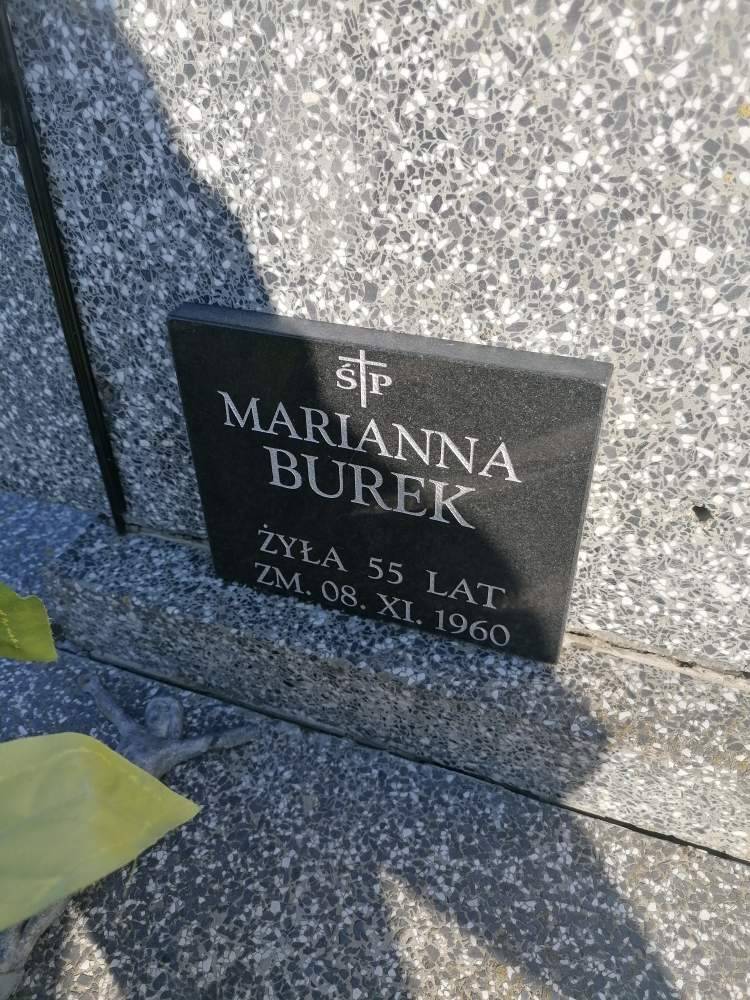 ŚP
MARIANNA
BUREK
ŻYŁA 55 LAT
ZM. 08. XI. 1960